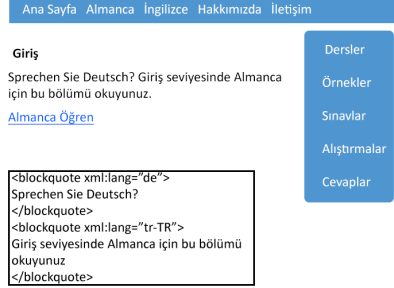 Ana Sayfa Almanca İngilizce Hakkımızda İletişim
Giriş
Sprechen Sie Deutsch? Giriş seviyesinde Almanca
için bu bölümü okuyunuz.
Almanca Öğren
Dersler
Örnekler
Sınavlar
Alıştırmalar
Cevaplar
<blockquote xml:lang=”de”>
Sprechen Sie Deutsch?
</blockquote>
<blockquote xml:lang=”tr-TR”>
Giriş seviyesinde Almanca için bu bölümü
okuyunuz
</blockquote>